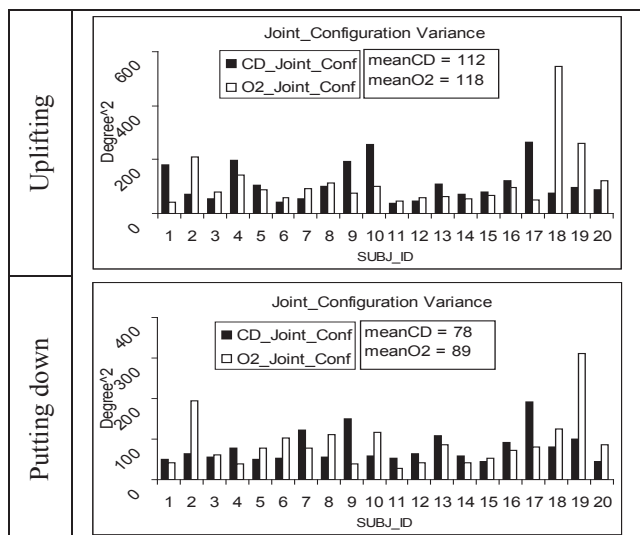 Uplifting
Joint_Configuration Variance
CD_Joint_Conf
O2_Joint_Conf
meanCD = 112
meanO2 = 118
Degree^2
600
400
200
0
1 2 3 4 5 6 7 8 9 10 11 12 13 14 15 16 17 18 19 20
SUBJ_ID
Putting down
Joint_Configuration Variance
CD_Joint_Conf
O2_Joint_Conf
meanCD = 78
meanO2 = 89
Degree^2
400
300
200
100
0
1 2 3 4 5 6 7 8 9 10 11 12 13 14 15 16 17 18 19 20
SUBJ_ID